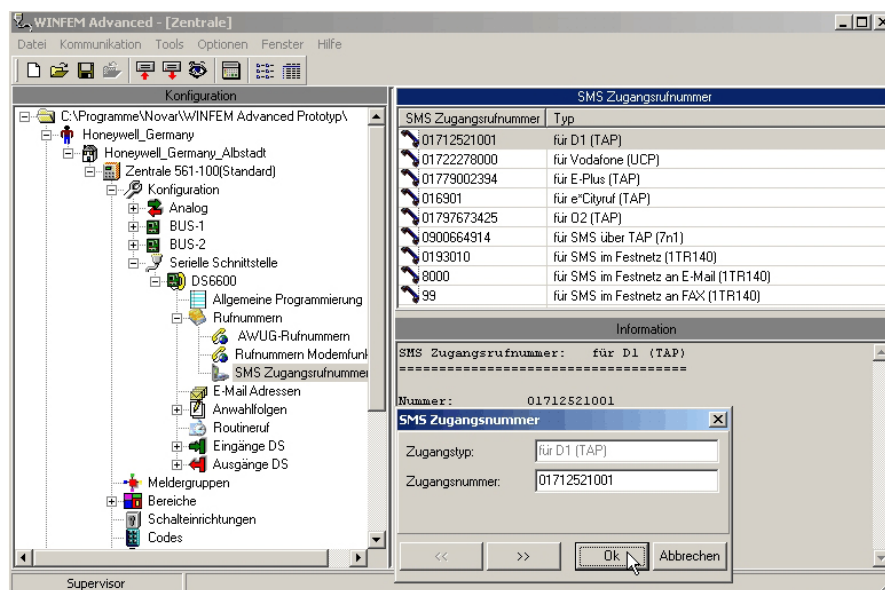 WINFEM Advanced - [Zentrale]
Datei Kommunikation Tools Optionen Fenster Hilfe
Konfiguration
C:\Programme\Novar\WINFEM Advanced Prototyp\
Honeywell_Germany
Honeywell_Germany_Albstadt
Zentrale 561-100(Standard)
Konfiguration
Analog
BUS-1
BUS-2
Serielle Schnittstelle
DS6600
Allgemeine Programmierung
Rufnummern
AWUG-Rufnummern
Rufnummern Modemfunk
SMS Zugangsrufnummer
E-Mail Adressen
Anwahlfolgen
Routineruf
Eingänge DS
Ausgänge DS
Meldergruppen
Bereiche
Schalteinrichtungen
Codes
SMS Zugangsrufnummer
SMS Zugangsrufnummer Typ
01712521001 für D1 (TAP)
01722278000 für Vodafone (UCP)
01779002394 für E-Plus (TAP)
016901 für e*Cityruf (TAP)
01797673425 für O2 (TAP)
0900664914 für SMS über TAP (7n1)
0193010 für SMS im Festnetz (1TR140)
8000 für SMS im Festnetz an E-Mail (1TR140)
99 für SMS im Festnetz an FAX (1TR140)
Information
SMS Zugangsrufnummer: für D1 (TAP)
=====================================
Nummer: 01712521001
SMS Zugangsnummer
Zugangstyp: für D1 (TAP)
Zugangsnummer: 01712521001
<< >> Ok Abbrechen
Supervisor